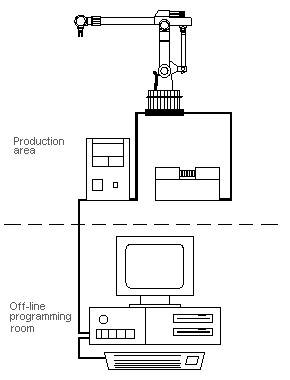 Production
area
Off-line
programming
room